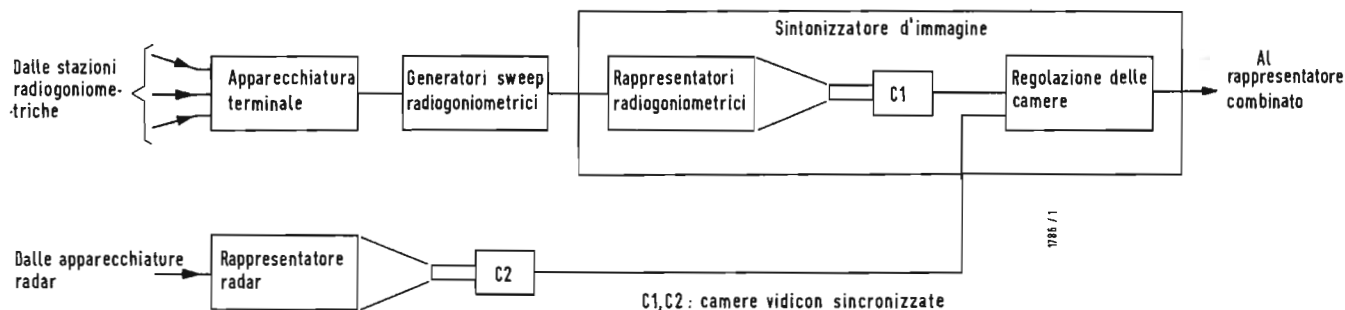 Sintonizzatore d'immagine
Dalle stazioni
radiogoniome-
-triche
Apparecchiatura
terminale
Generatori sweep
radiogoniometrici
Rappresentatori
radiogoniometrici
C1
Regolazione delle
camere
Al
rappresentatore
combinato
1786 / 1
Dalle apparecchiature
radar
Rappresentatore
radar
C2
C1,C2 : camere vidicon sincronizzate